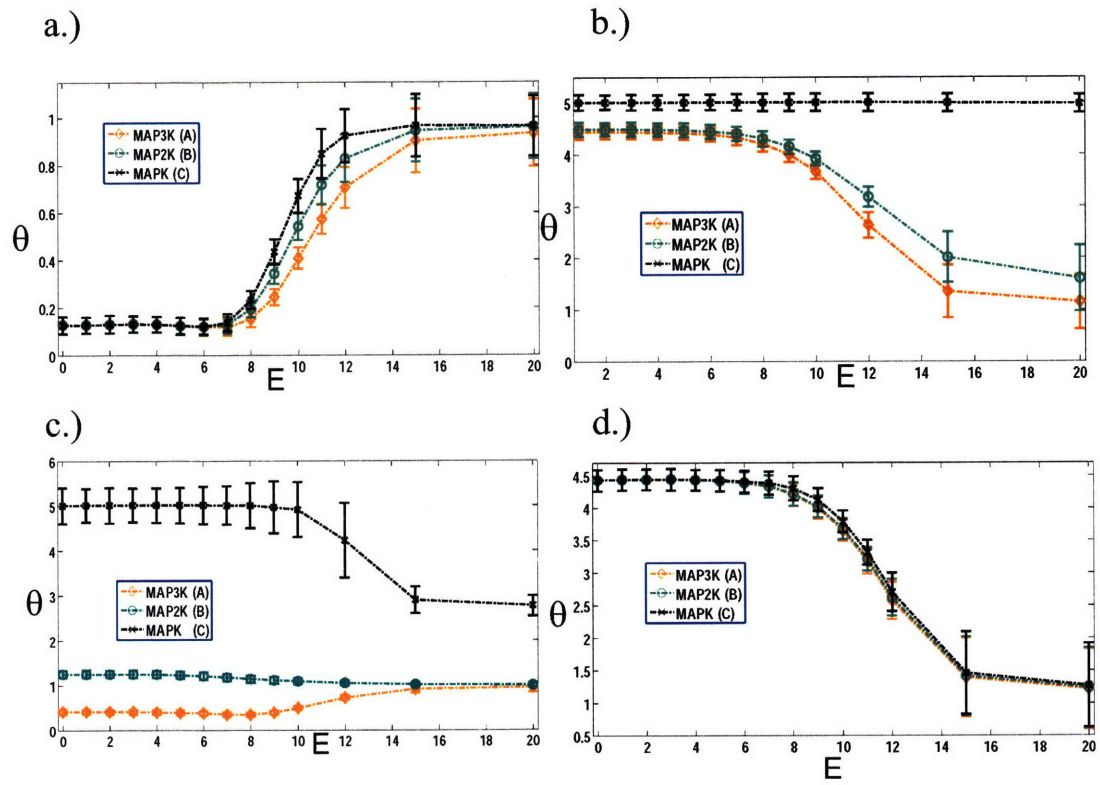 a.)
1
0.8
0.6
0.4
0.2
0
MAP3K (A)
MAP2K (B)
MAPK (C)
θ
0 2 4 6 8 10 12 14 16 18 20
E
b.)
5
4
3
2
1
0
MAP3K (A)
MAP2K (B)
MAPK (C)
θ
2 4 6 8 10 12 14 16 18 20
E
c.)
6
5
4
3
2
1
0
MAP3K (A)
MAP2K (B)
MAPK (C)
θ
0 2 4 6 8 10 12 14 16 18 20
E
d.)
4.5
4
3.5
3
2.5
2
1.5
1
0.5
MAP3K (A)
MAP2K (B)
MAPK (C)
θ
0 2 4 6 8 10 12 14 16 18 20
E